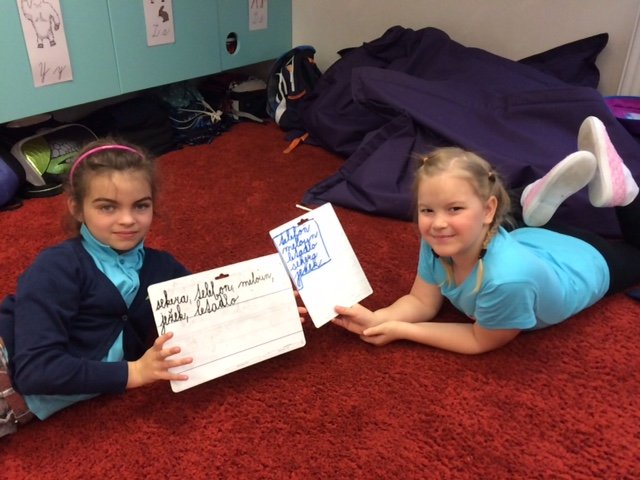 Y y
Z z
sekera, telefon, meloun,
ježek, letadlo
telefon
meloun
letadlo
sekera
ježek